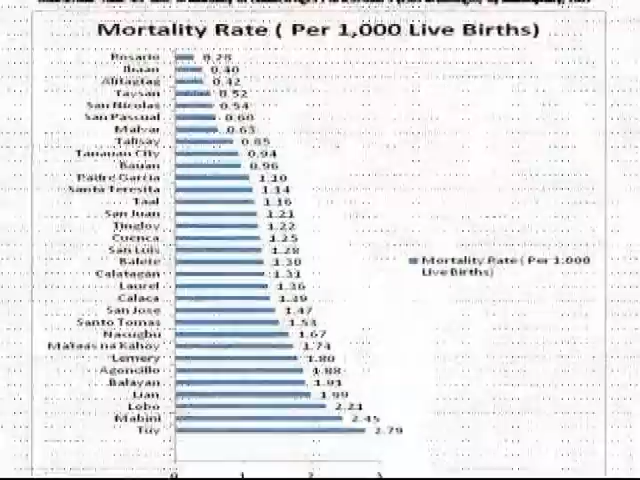 Mortality Rate ( Per 1,000 Live Births)
Rosario 0.28
Ibaan 0.40
Alitagtag 0.42
Taysan 0.52
San Nicolas 0.54
San Pascual 0.60
Malvar 0.63
Talisay 0.85
Tanauan City 0.94
Bauan 0.96
Padre Garcia 1.10
Santa Teresita 1.14
Taal 1.16
San Juan 1.21
Tingloy 1.22
Cuenca 1.25
San Luis 1.28
Balete 1.30
Calatagan 1.31
Laurel 1.36
Calaca 1.39
San Jose 1.47
Santo Tomas 1.53
Nasugbu 1.67
Mataas na Kahoy 1.74
Lemery 1.80
Agoncillo 1.88
Balayan 1.91
Lian 1.99
Lobo 2.21
Mabini 2.45
Tuy 2.79
Mortality Rate ( Per 1,000
Live Births)
0 1 2 3